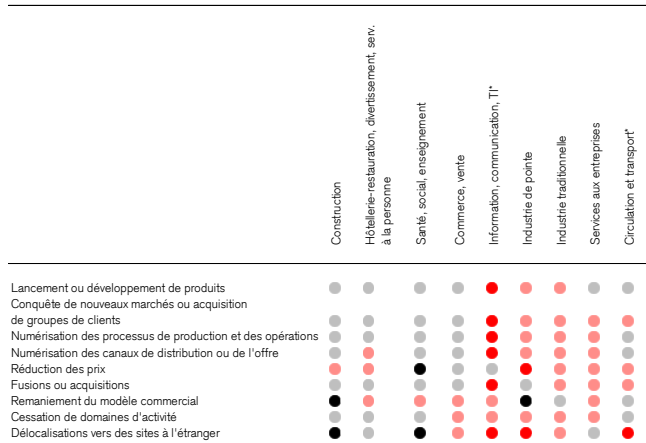 Construction
Hôtellerie-restauration, divertissement, serv.
à la personne
Santé, social, enseignement
Commerce, vente
Information, communication, TI*
Industrie de pointe
Industrie traditionnelle
Services aux entreprises
Circulation et transport*
Lancement ou développement de produits
Conquête de nouveaux marchés ou acquisition
de groupes de clients
Numérisation des processus de production et des opérations
Numérisation des canaux de distribution ou de l'offre
Réduction des prix
Fusions ou acquisitions
Remaniement du modèle commercial
Cessation de domaines d'activité
Délocalisations vers des sites à l'étranger